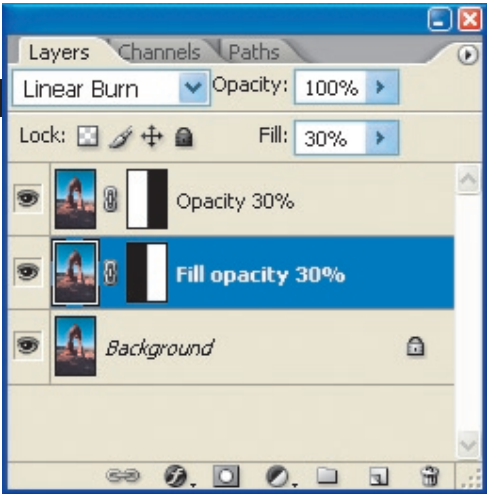 Layers Channels Paths
Linear Burn Opacity: 100%
Lock: Fill: 30%
Opacity 30%
Fill opacity 30%
Background